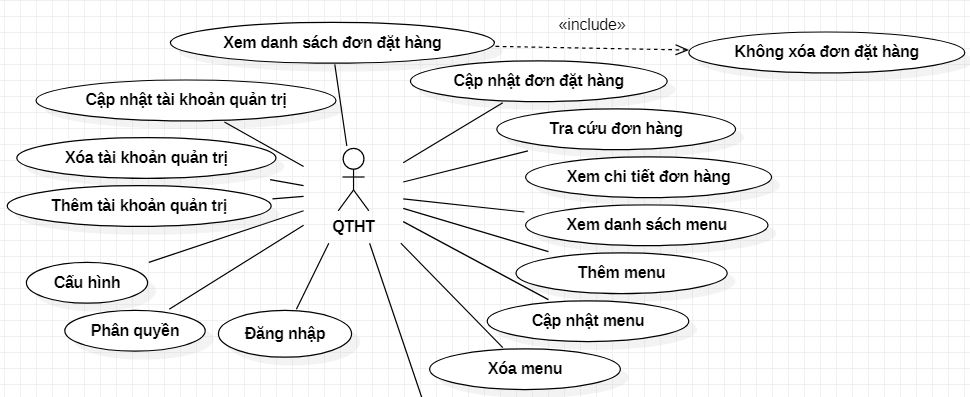 «include»
Xem danh sách đơn đặt hàng
Không xóa đơn đặt hàng
Cập nhật đơn đặt hàng
Cập nhật tài khoản quản trị
Tra cứu đơn hàng
Xóa tài khoản quản trị
Xem chi tiết đơn hàng
Thêm tài khoản quản trị
QTHT
Xem danh sách menu
Thêm menu
Cấu hình
Cập nhật menu
Phân quyền
Đăng nhập
Xóa menu